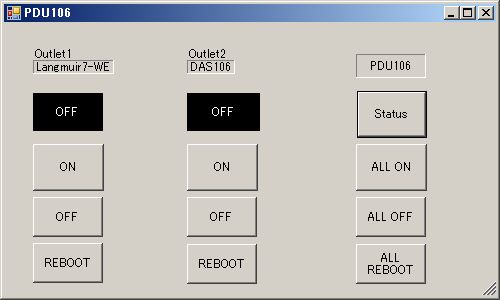 PDU106
Outlet1
Langmuir7-WE
OFF
ON
OFF
REBOOT
Outlet2
DAS106
OFF
ON
OFF
REBOOT
PDU106
Status
ALL ON
ALL OFF
ALL
REBOOT